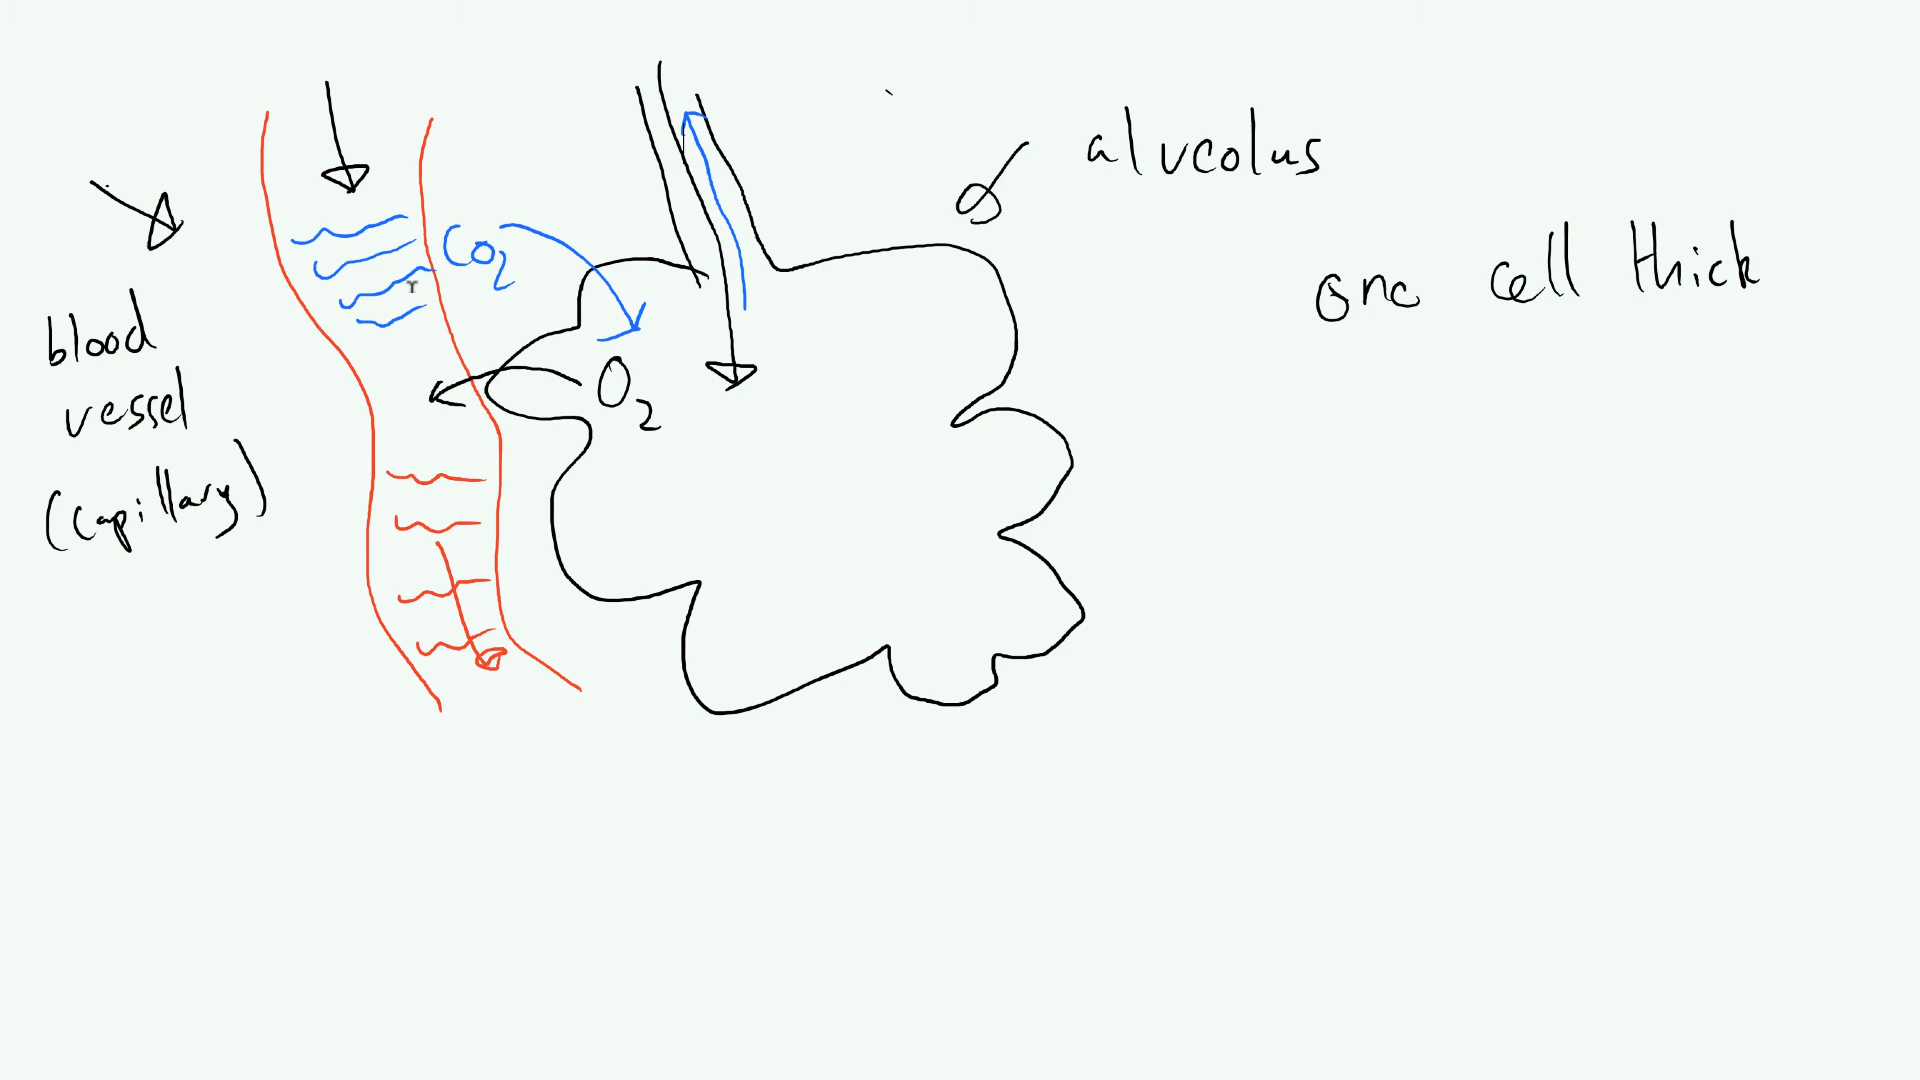 alveolus
one cell thick
CO2
O2
blood
vessel
(capillary)